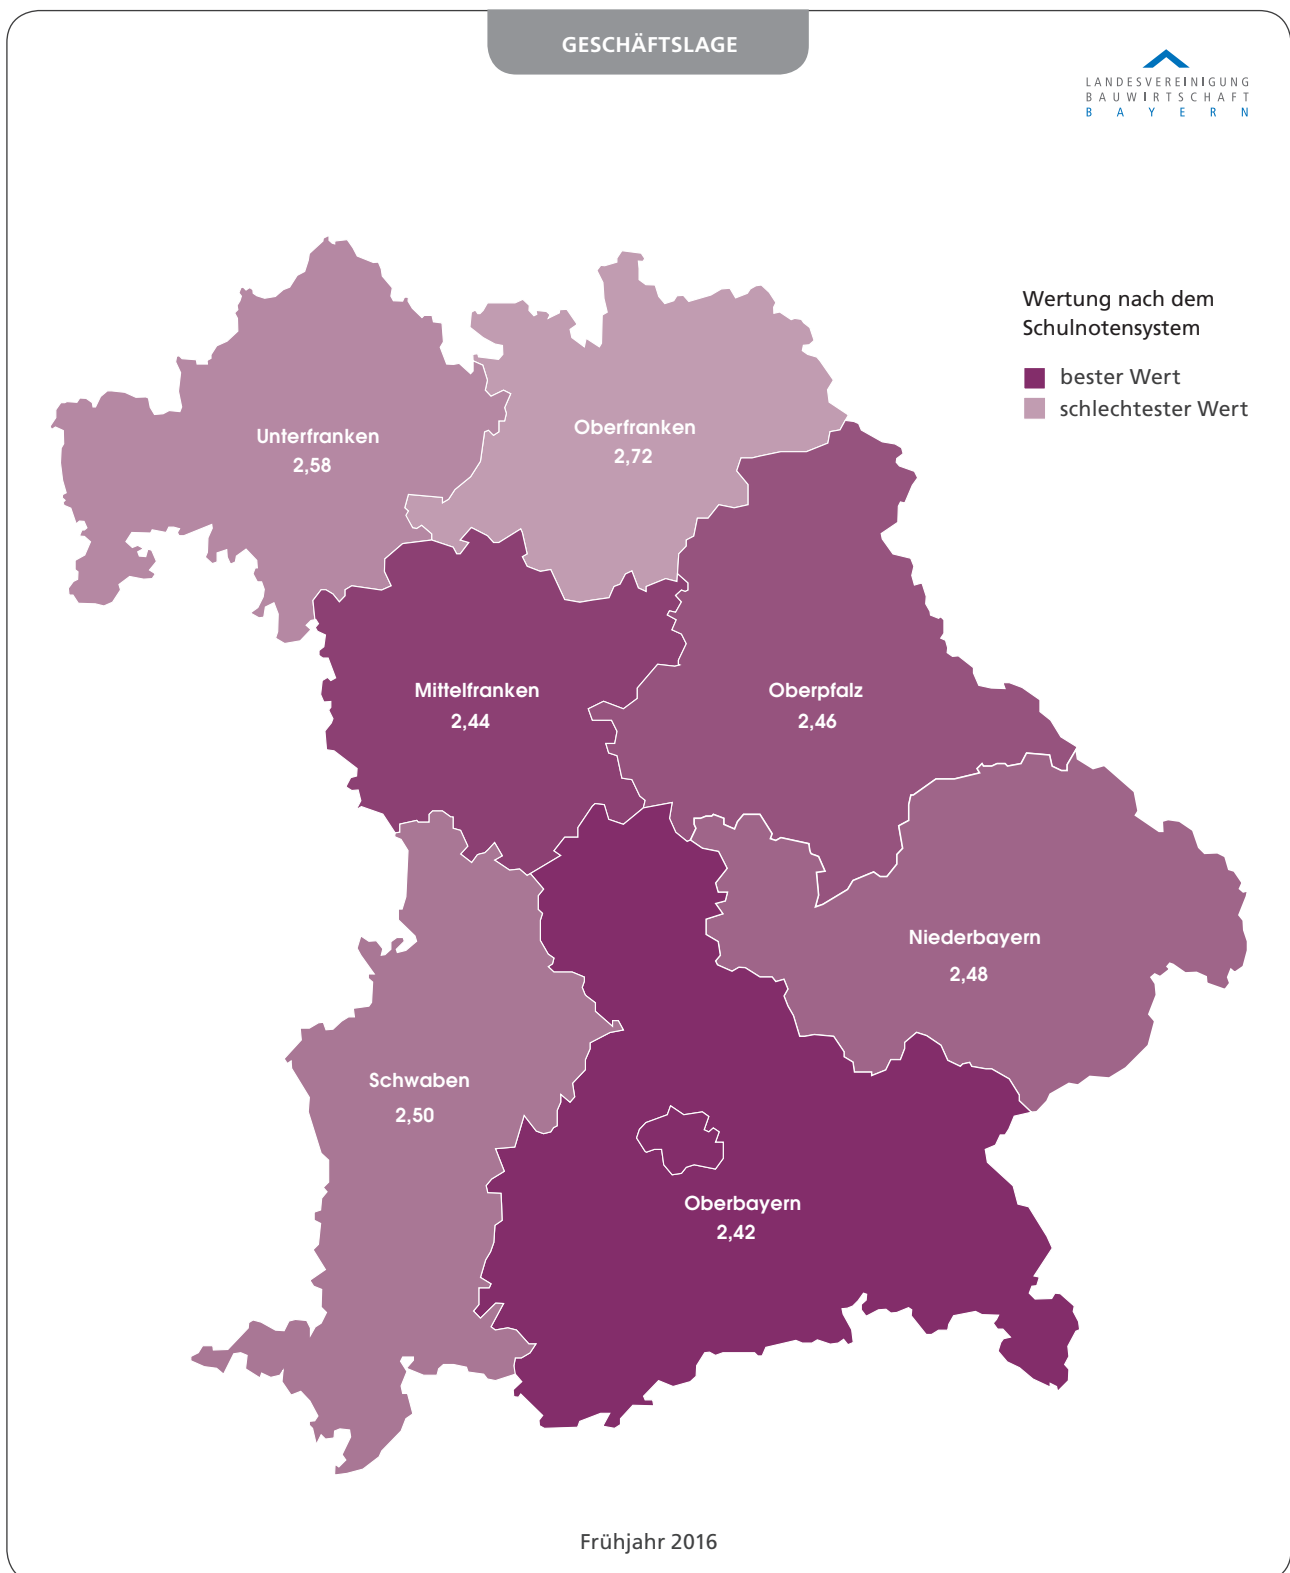 GESCHÄFTSLAGE
LANDESVEREINIGUNG
BAUWIRTSCHAFT
BAYERN
Wertung nach dem
Schulnotensystem
bester Wert
schlechtester Wert
Unterfranken
2,58
Oberfranken
2,72
Mittelfranken
2,44
Oberpfalz
2,46
Niederbayern
2,48
Schwaben
2,50
Oberbayern
2,42
Frühjahr 2016